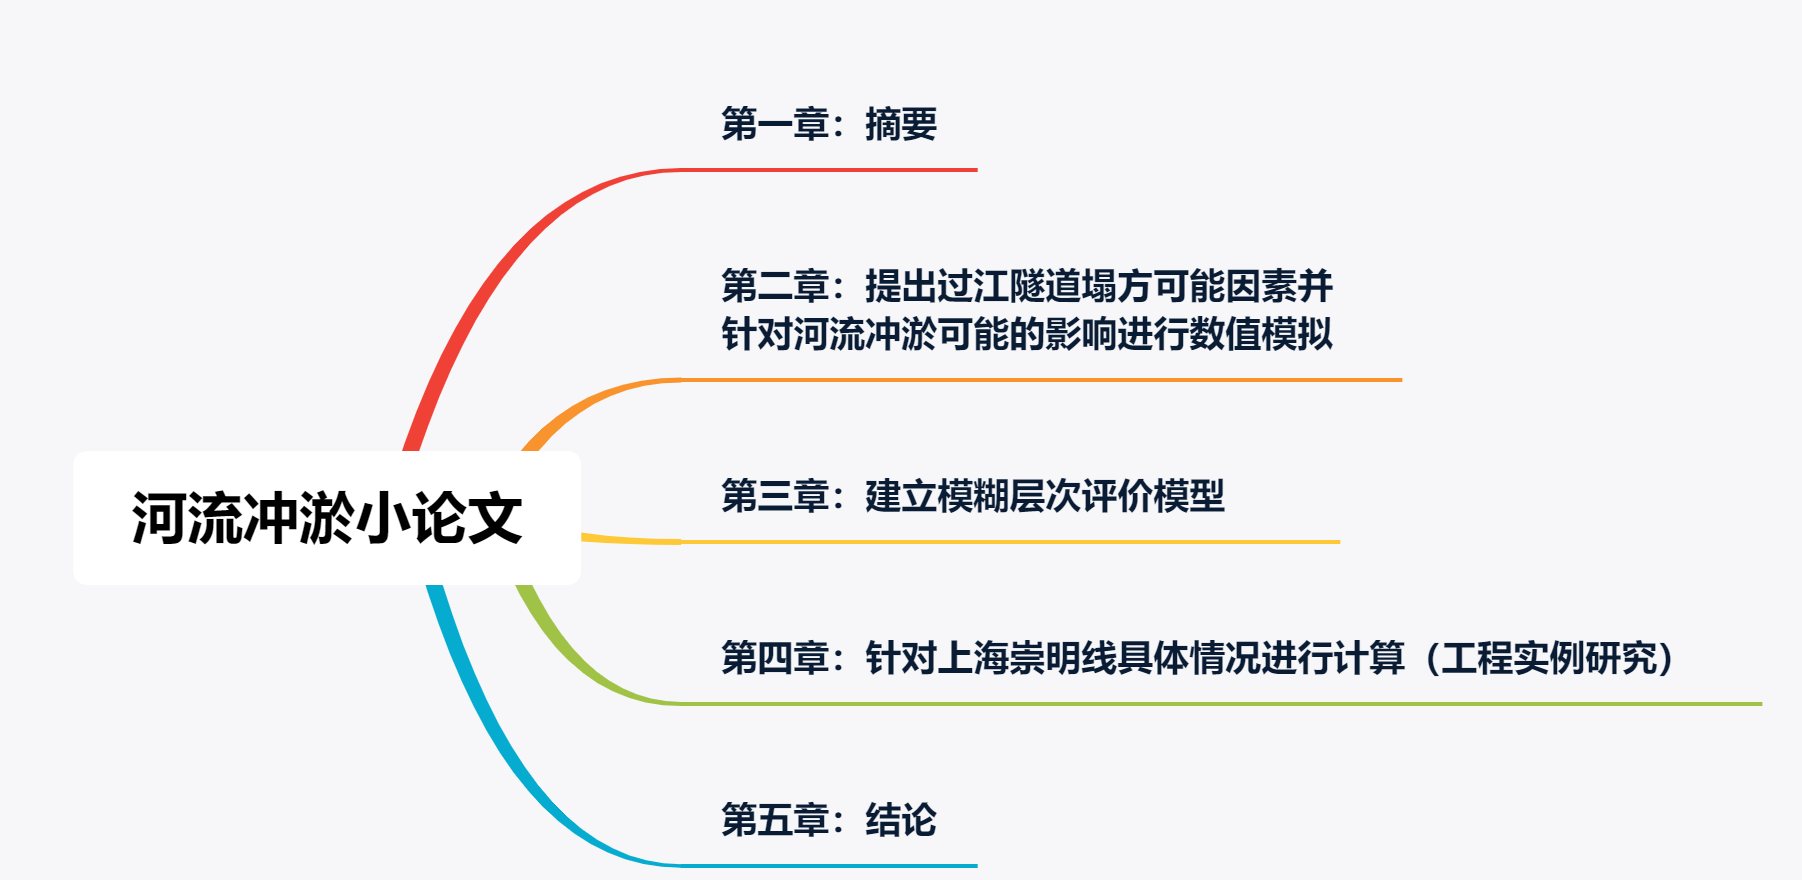 第一章：摘要
第二章：提出过江隧道塌方可能因素并
针对河流冲淤可能的影响进行数值模拟
河流冲淤小论文
第三章：建立模糊层次评价模型
第四章：针对上海崇明线具体情况进行计算（工程实例研究）
第五章：结论